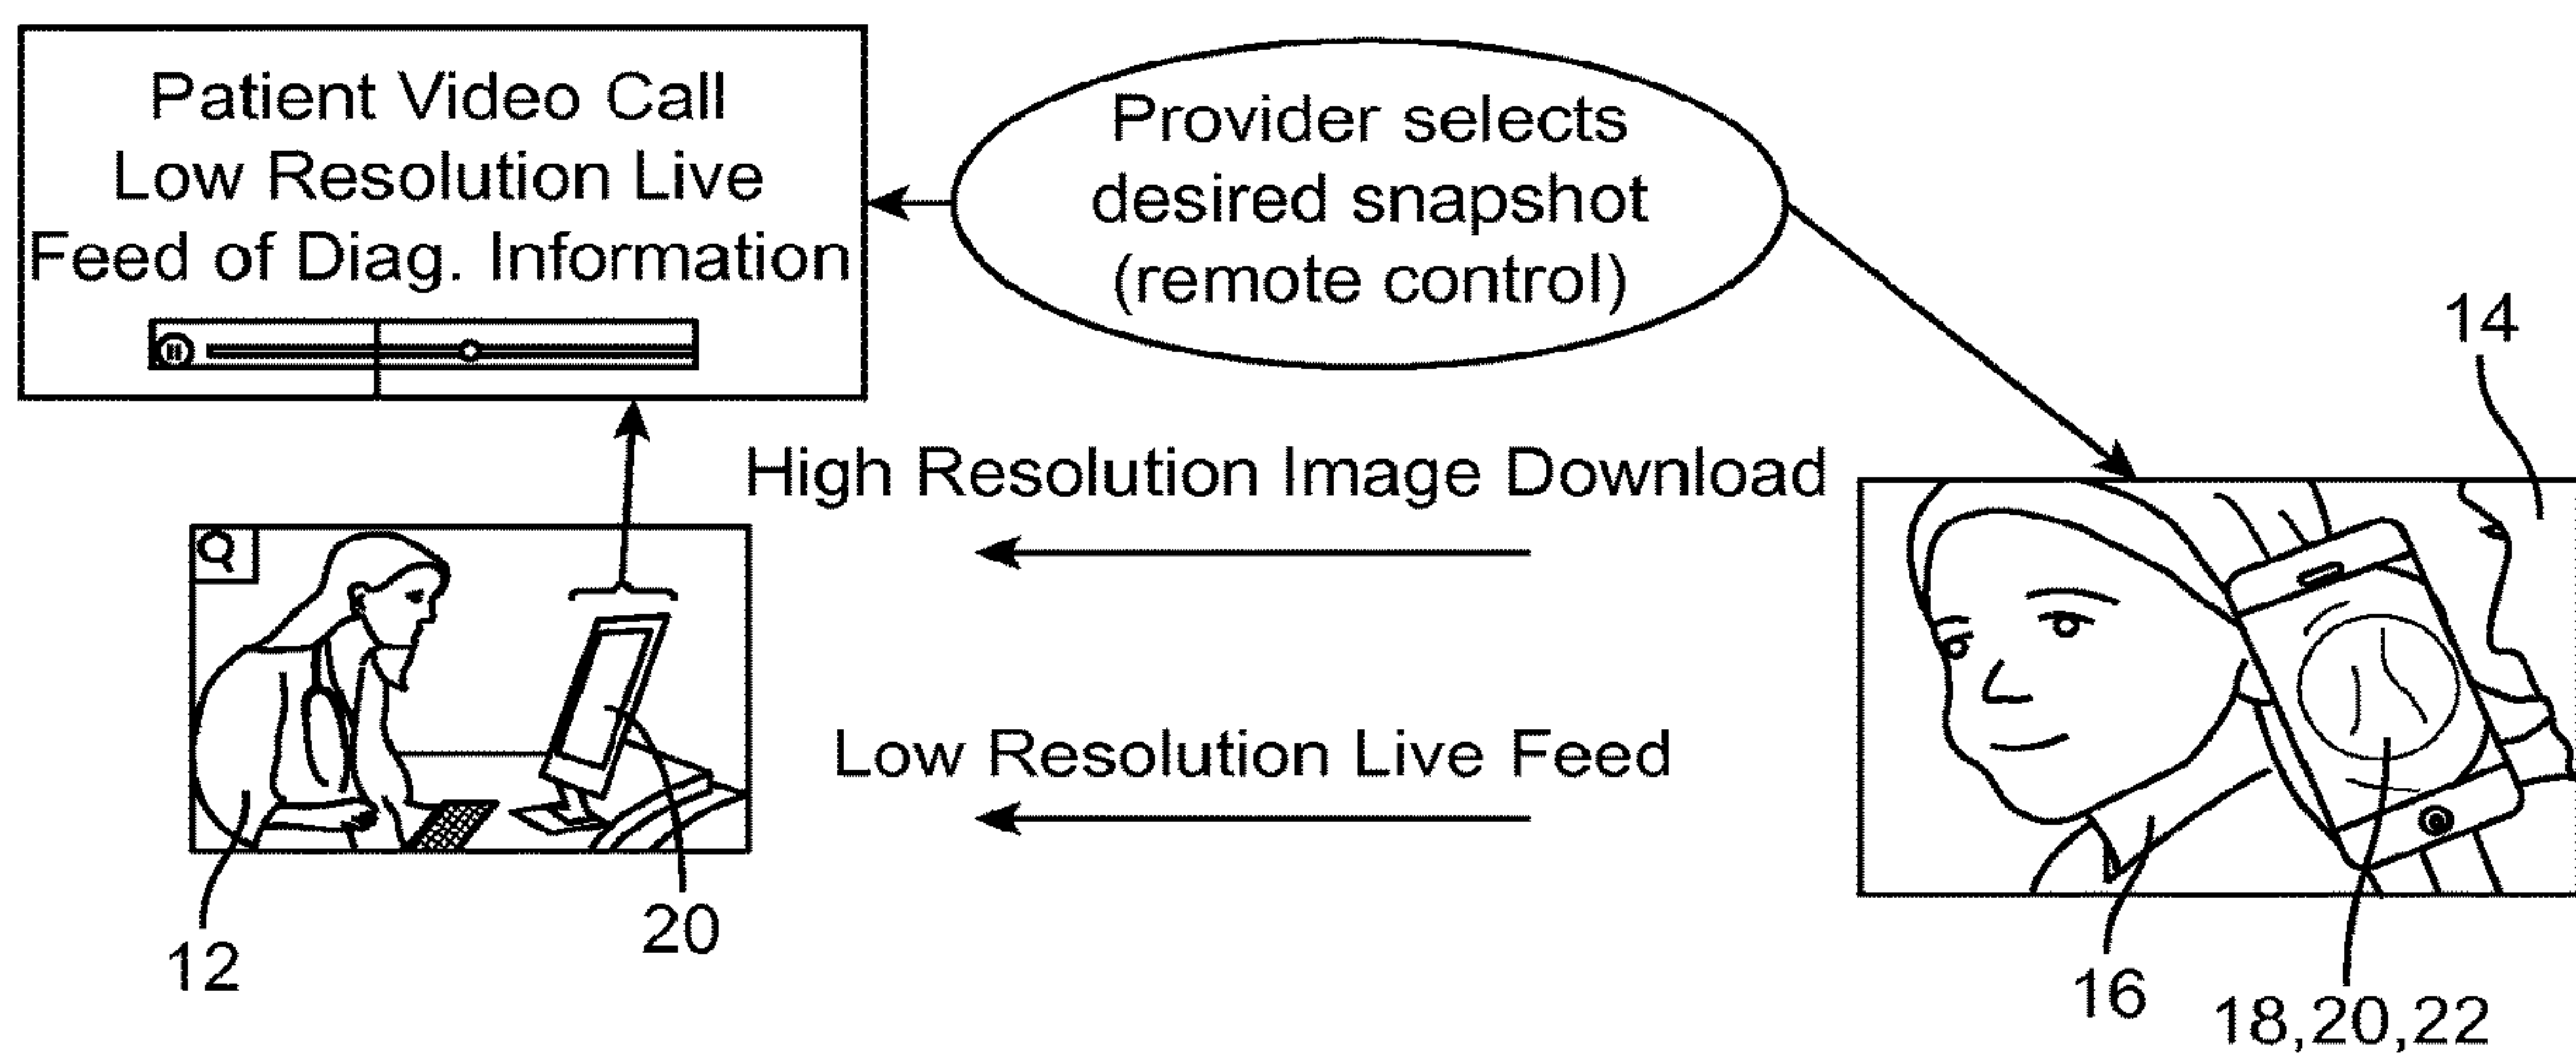 Patient Video Call
Low Resolution Live
Feed of Diag. Information
Provider selects
desired snapshot
(remote control)
14
High Resolution Image Download
Low Resolution Live Feed
12
20
16
18,20,22